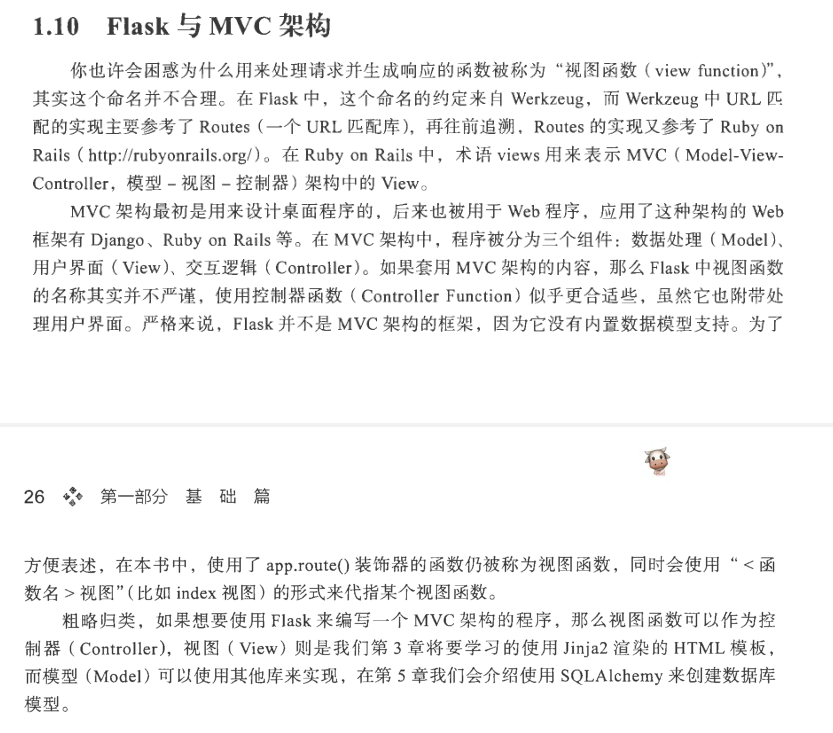 1.10 Flask 与 MVC 架构
你也许会困惑为什么用来处理请求并生成响应的函数被称为“视图函数（view function）”，
其实这个命名并不合理。在 Flask 中，这个命名的约定来自 Werkzeug，而 Werkzeug 中 URL 匹
配的实现主要参考了 Routes（一个 URL 匹配库），再往前追溯，Routes 的实现又参考了 Ruby on
Rails（http://rubyonrails.org/）。在 Ruby on Rails 中，术语 views 用来表示 MVC（Model-View-
Controller，模型 – 视图 – 控制器）架构中的 View。
MVC 架构最初是用来设计桌面程序的，后来也被用于 Web 程序，应用了这种架构的 Web
框架有 Django、Ruby on Rails 等。在 MVC 架构中，程序被分为三个组件：数据处理（Model）、
用户界面（View）、交互逻辑（Controller）。如果套用 MVC 架构的内容，那么 Flask 中视图函数
的名称其实并不严谨，使用控制器函数（Controller Function）似乎更合适些，虽然它也附带处
理用户界面。严格来说，Flask 并不是 MVC 架构的框架，因为它没有内置数据模型支持。为了
26 第一部分 基 础 篇
方便表述，在本书中，使用了 app.route() 装饰器的函数仍被称为视图函数，同时会使用“<函
数名>视图”（比如 index 视图）的形式来代指某个视图函数。
粗略归类，如果想要使用 Flask 来编写一个 MVC 架构的程序，那么视图函数可以作为控
制器（Controller），视图（View）则是我们第 3 章将要学习的使用 Jinja2 渲染的 HTML 模板，
而模型（Model）可以使用其他库来实现，在第 5 章我们会介绍使用 SQLAlchemy 来创建数据库
模型。